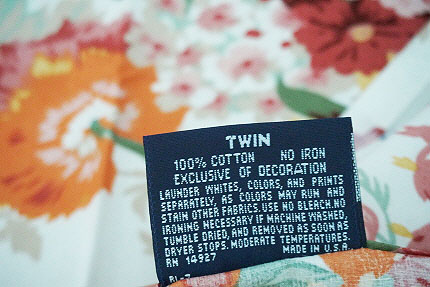 TWIN
100% COTTON NO IRON
EXCLUSIVE OF DECORATION
LAUNDER WHITES, COLORS, AND PRINTS
SEPARATELY, AS COLORS MAY RUN AND
STAIN OTHER FABRICS. USE NO BLEACH. NO
IRONING NECESSARY IF MACHINE WASHED,
TUMBLE DRIED, AND REMOVED AS SOON AS
DRYER STOPS. MODERATE TEMPERATURES
RN 14927 MADE IN U.S.A.